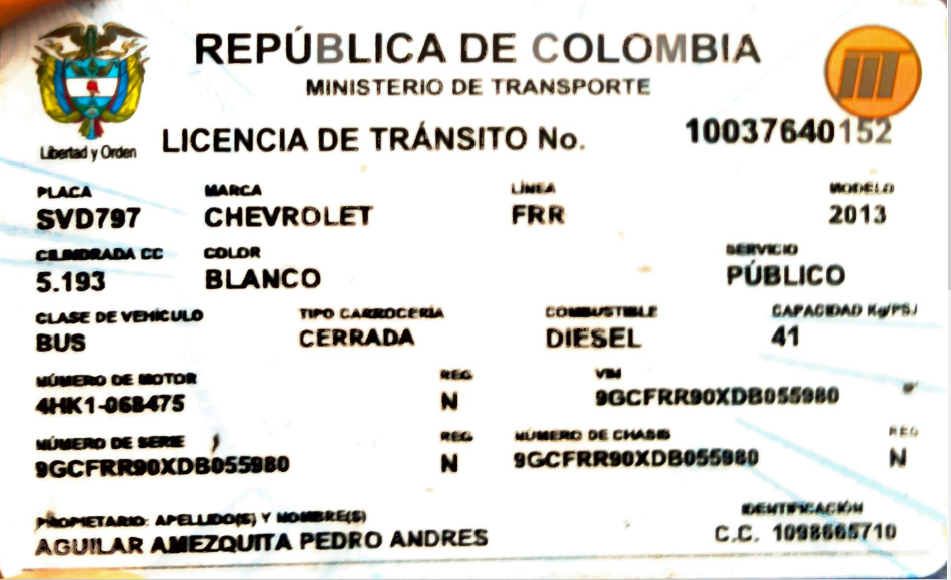 REPÚBLICA DE COLOMBIA
MINISTERIO DE TRANSPORTE
Libertad y Orden
LICENCIA DE TRÁNSITO No. 10037640152
PLACA MARCA LÍNEA MODELO
SVD797 CHEVROLET FRR 2013
CILINDRADA CC COLOR SERVICIO
5.193 BLANCO PÚBLICO
CLASE DE VEHÍCULO TIPO CARROCERÍA COMBUSTIBLE CAPACIDAD Kg/PSJ
BUS CERRADA DIESEL 41
NÚMERO DE MOTOR REG VIN
4HK1-068475 N 9GCFRR90XDB055980
NÚMERO DE SERIE REG NÚMERO DE CHASIS REG
9GCFRR90XDB055980 N 9GCFRR90XDB055980 N
PROPIETARIO: APELLIDO(S) Y NOMBRE(S) IDENTIFICACIÓN
AGUILAR AMEZQUITA PEDRO ANDRES C.C. 1098665710